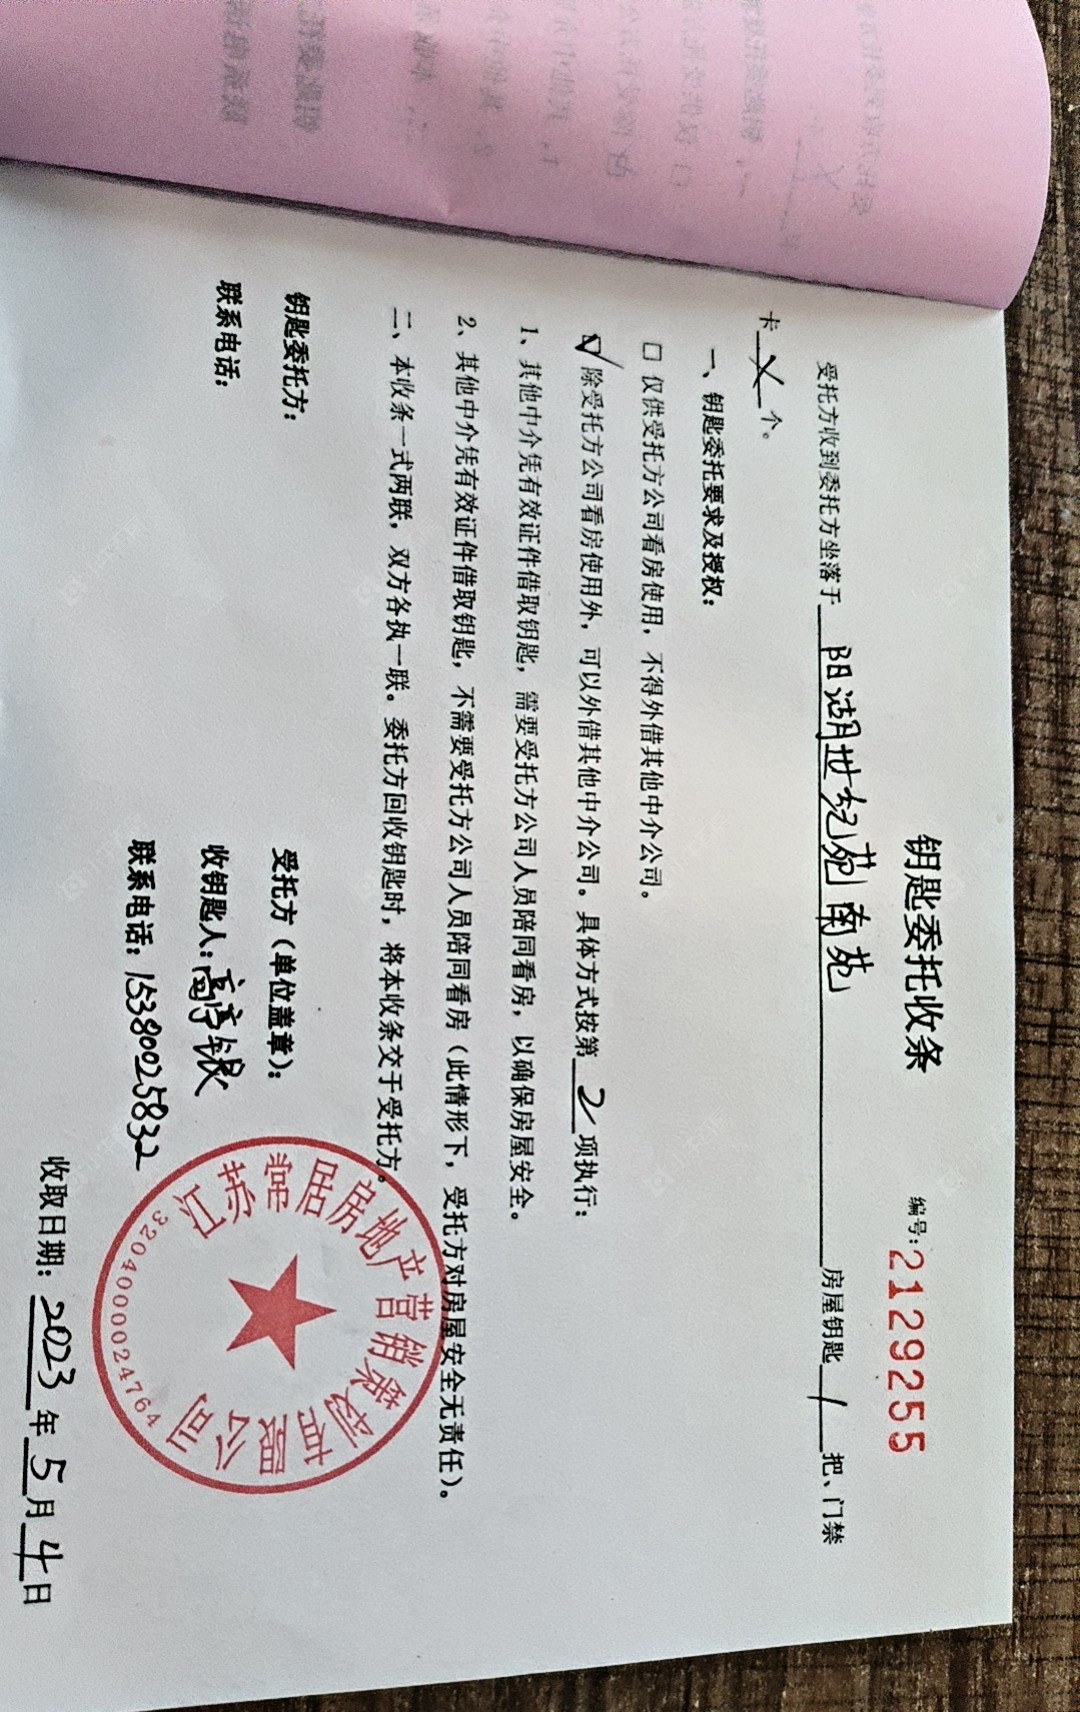 钥匙委托收条
编号:2129255
受托方收到委托方坐落于 阳湖世纪苑南苑 房屋钥匙 1 把、门禁
卡 X 个。
一、钥匙委托要求及授权:
□ 仅供受托方公司看房使用，不得外借其他中介公司。
☑ 除受托方公司看房使用外，可以外借其他中介公司。具体方式按第 2 项执行:
1、其他中介凭有效证件借取钥匙，需要受托方公司人员陪同看房，以确保房屋安全。
2、其他中介凭有效证件借取钥匙，不需要受托方公司人员陪同看房（此情形下，受托方对房屋安全无责任）。
二、本收条一式两联，双方各执一联。委托方回收钥匙时，将本收条交于受托方。
钥匙委托方:
联系电话:
受托方（单位盖章）:
收钥匙人:
联系电话: 15380025832
江苏常居房地产营销策划有限公司
3204000024764
收取日期: 2023 年 5 月 4 日